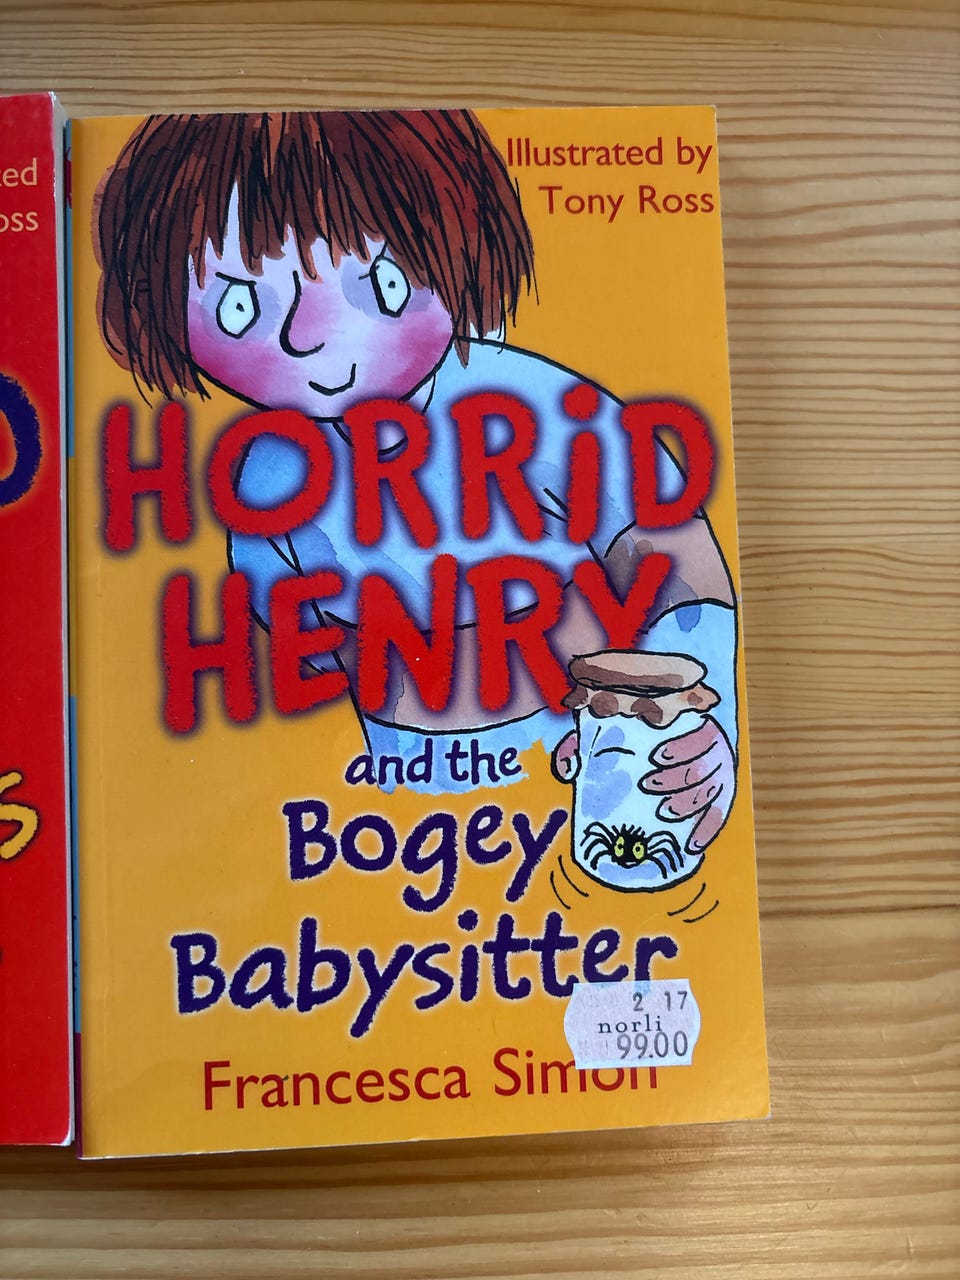 Illustrated by
Tony Ross
HORRiD
HENRY
and the
Bogey
Babysitter
2 17
norli
99.00
Francesca Simon